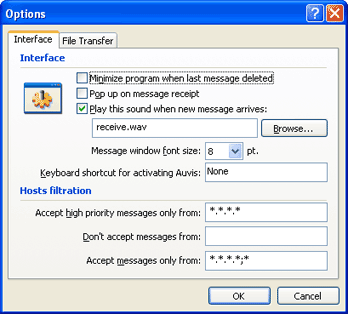 Options
Interface
File Transfer
Interface
Minimize program when last message deleted
Pop up on message receipt
Play this sound when new message arrives:
receive.wav
Browse...
Message window font size: 8 pt.
Keyboard shortcut for activating Auvis: None
Hosts filtration
Accept high priority messages only from: *.*.*.*
Don't accept messages from:
Accept messages only from: *.*.*.*;*
OK
Cancel